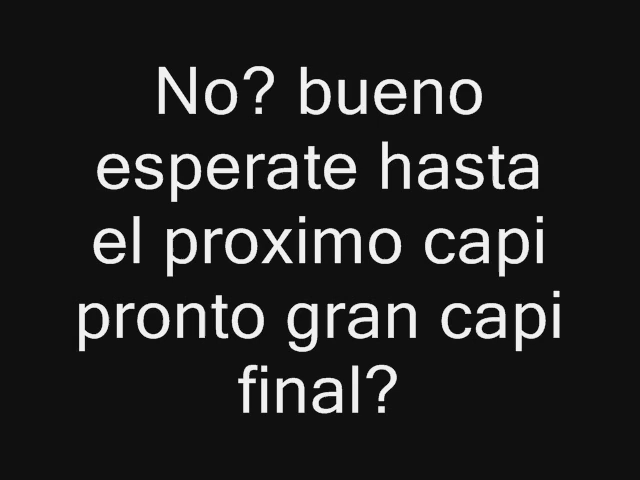 No? bueno
esperate hasta
el proximo capi
pronto gran capi
final?